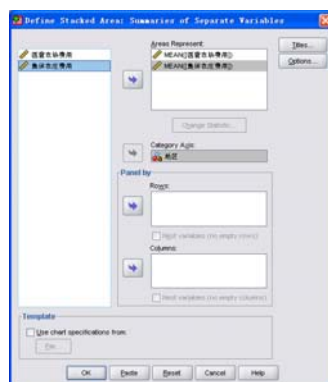 Define Stacked Area: Summaries of Separate Variables
Areas Represent:
Titles...
Options...
Change Statistic...
Category Axis:
地区
Panel by
Rows:
Nest variables (no empty rows)
Columns:
Nest variables (no empty columns)
Template
Use chart specifications from:
File...
OK
Paste
Reset
Cancel
Help